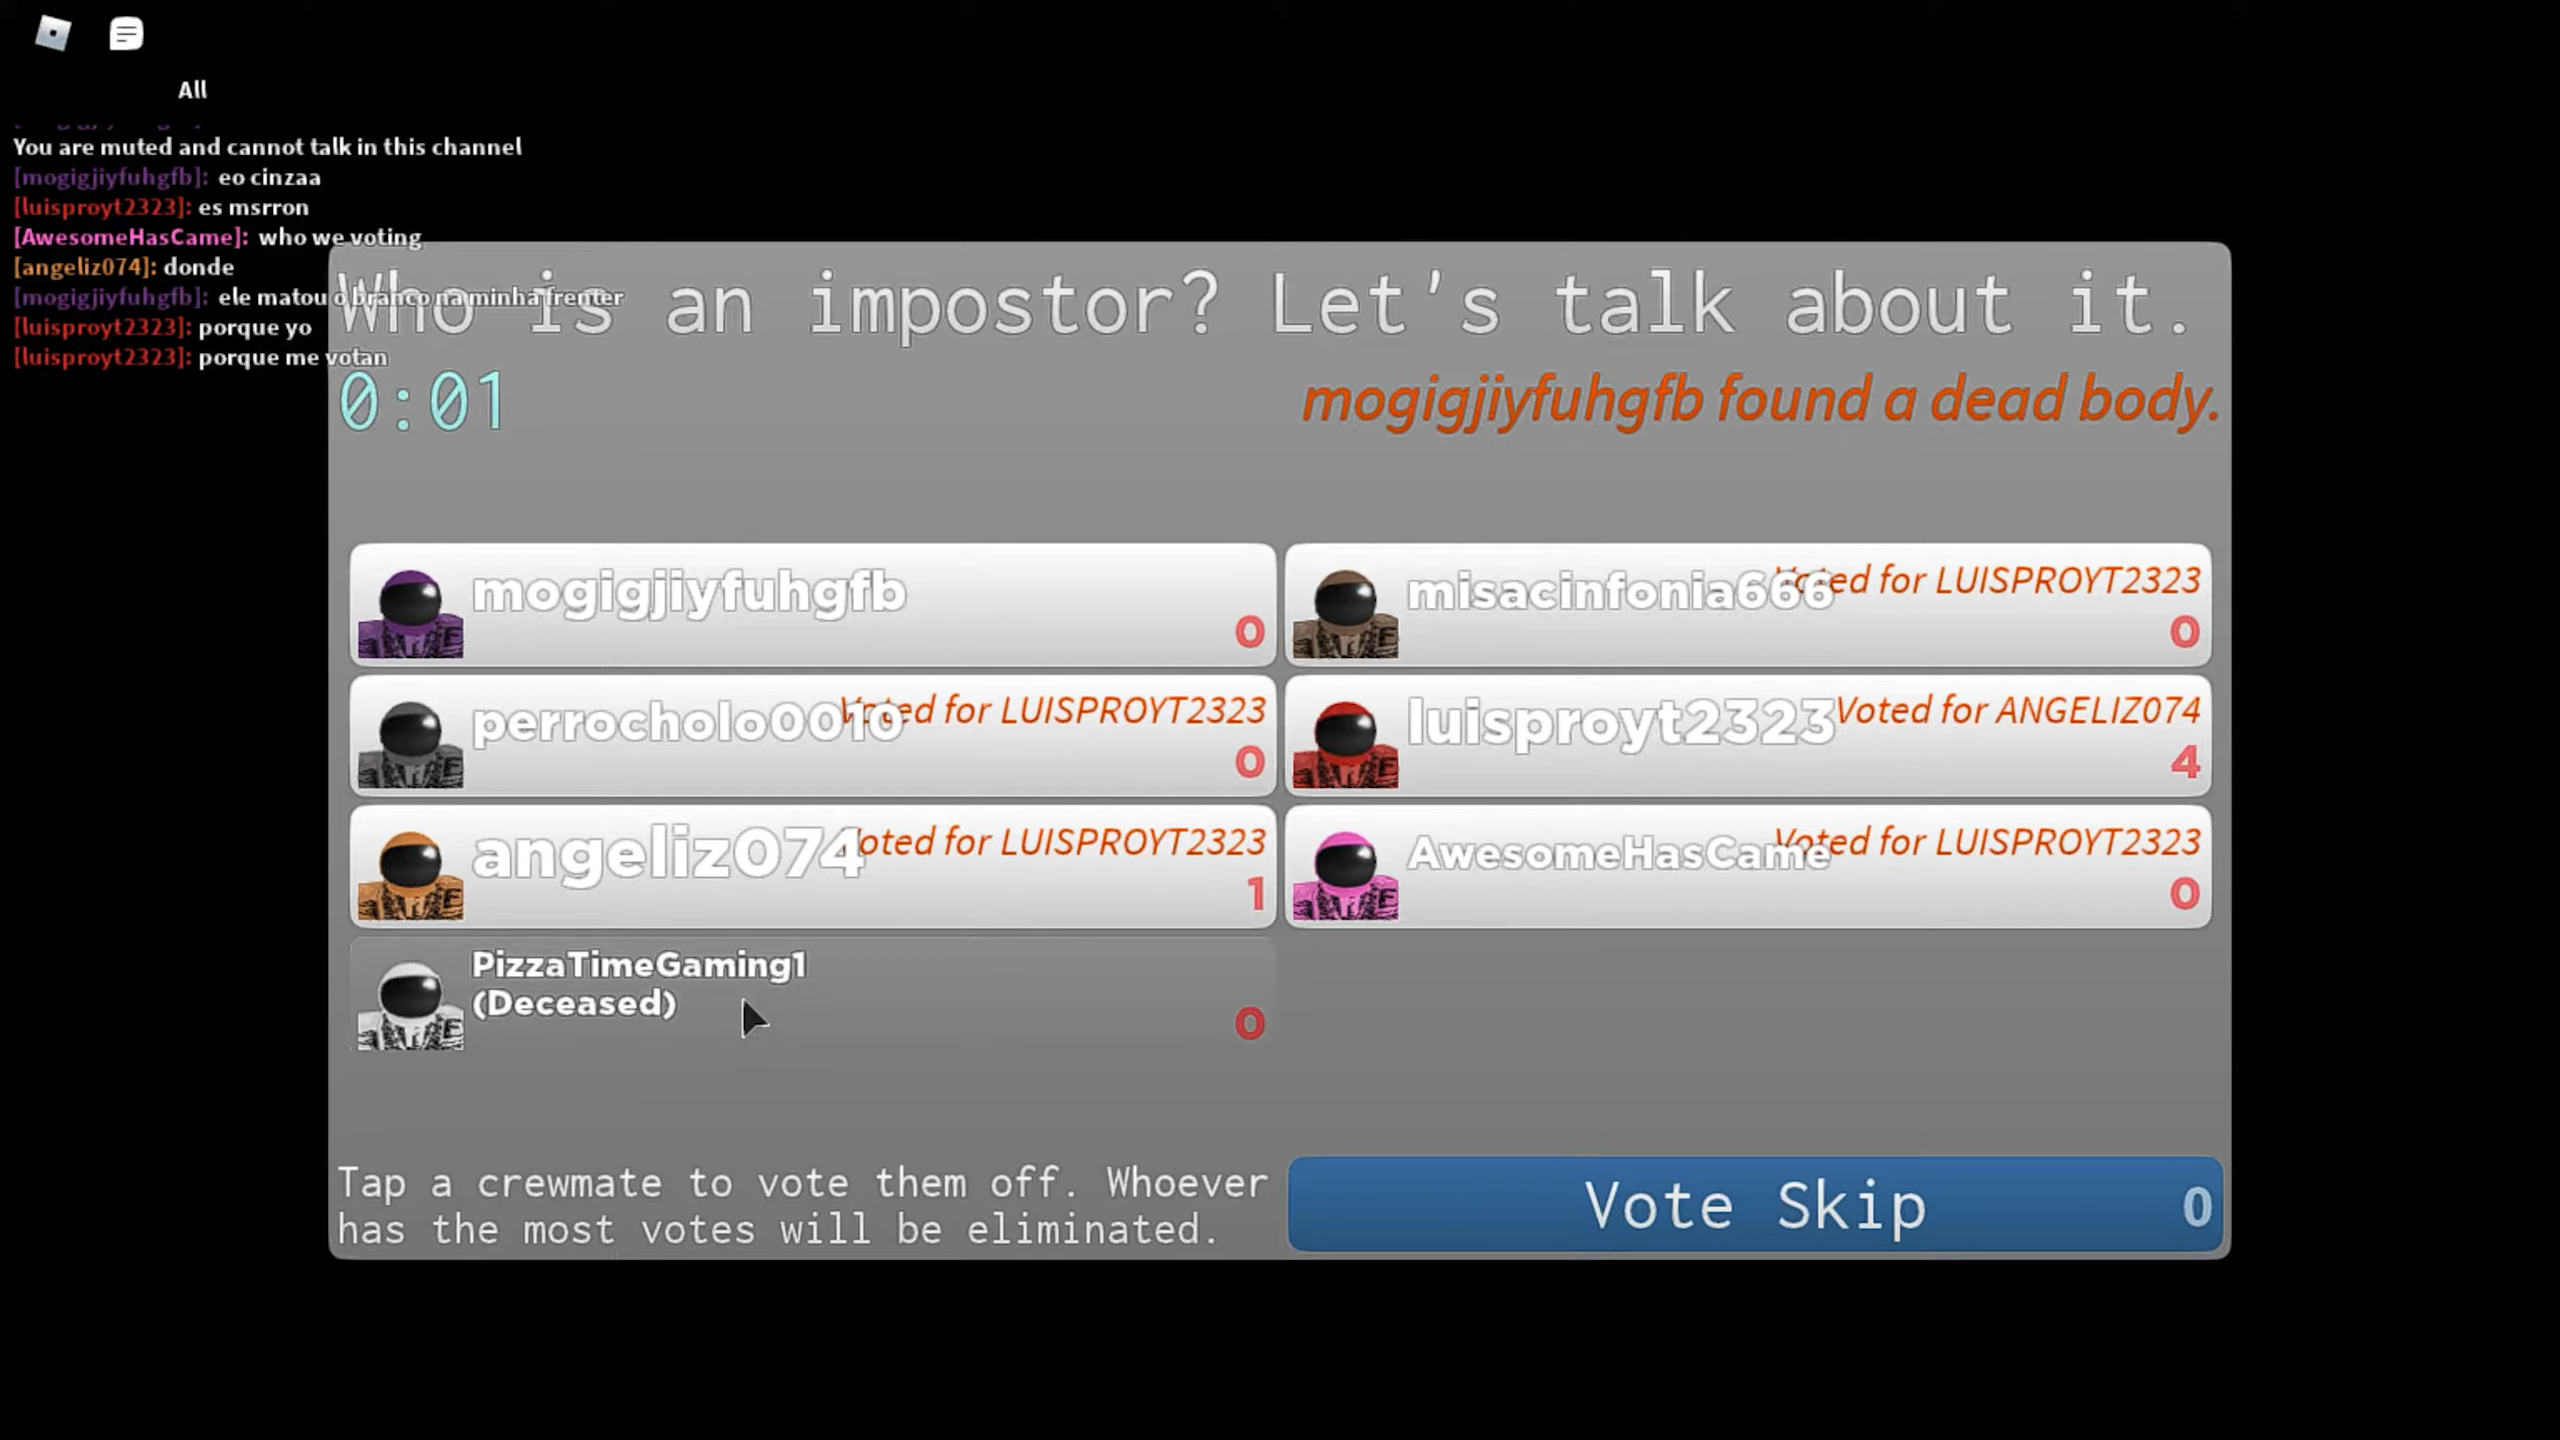 All
You are muted and cannot talk in this channel
[mogigjiyfuhgfb]: eo cinzaa
[luisproyt2323]: es msrron
[AwesomeHasCame]: who we voting
[angeliz074]: donde
[mogigjiyfuhgfb]: ele matou o branco na minha frenter
[luisproyt2323]: porque yo
[luisproyt2323]: porque me votan
Who is an impostor? Let's talk about it.
0:01
mogigjiyfuhgfb found a dead body.
mogigjiyfuhgfb
0
misacinfonia666 Voted for LUISPROYT2323
0
perrocholo0010 Voted for LUISPROYT2323
0
luisproyt2323 Voted for ANGELIZ074
4
angeliz074 Voted for LUISPROYT2323
1
AwesomeHasCame Voted for LUISPROYT2323
0
PizzaTimeGaming1
(Deceased)
0
Tap a crewmate to vote them off. Whoever
has the most votes will be eliminated.
Vote Skip 0